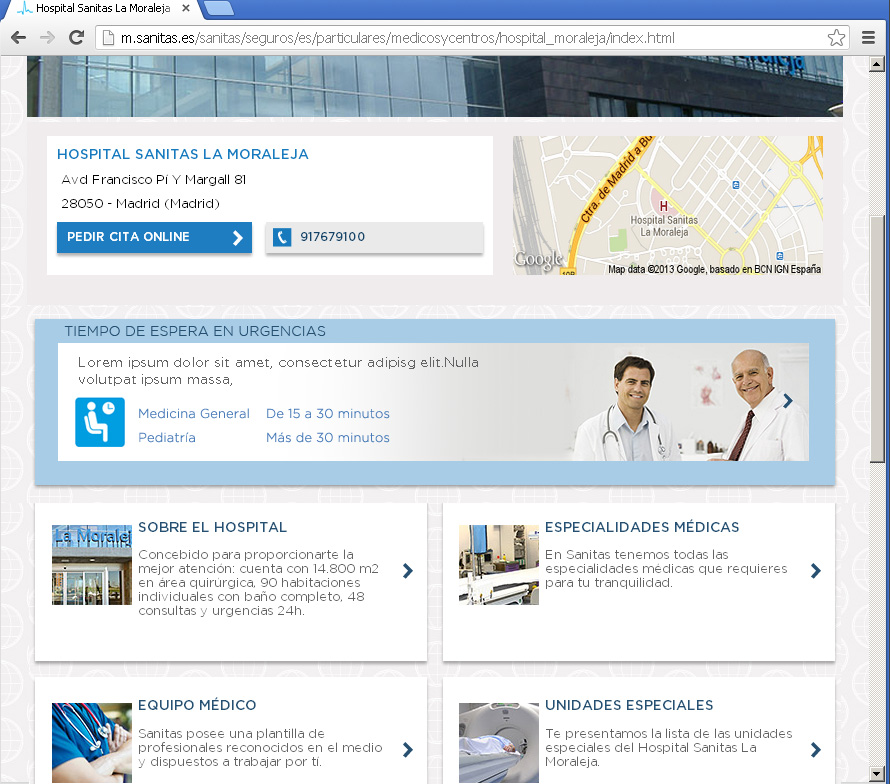 Hospital Sanitas La Moraleja
m.sanitas.es/sanitas/seguros/es/particulares/medicosycentros/hospital_moraleja/index.html
HOSPITAL SANITAS LA MORALEJA
Avd Francisco Pí Y Margall 81
28050 - Madrid (Madrid)
PEDIR CITA ONLINE
917679100
Ctra. de Madrid a Bu
H
Hospital Sanitas
La Moraleja
Google
Map data ©2013 Google, basado en BCN IGN España
TIEMPO DE ESPERA EN URGENCIAS
Lorem ipsum dolor sit amet, consectetur adipisg elit.Nulla
volutpat ipsum massa,
Medicina General De 15 a 30 minutos
Pediatría Más de 30 minutos
La Moralej
SOBRE EL HOSPITAL
Concebido para proporcionarte la
mejor atención: cuenta con 14.800 m2
en área quirúrgica, 90 habitaciones
individuales con baño completo, 48
consultas y urgencias 24h.
ESPECIALIDADES MÉDICAS
En Sanitas tenemos todas las
especialidades médicas que requieres
para tu tranquilidad.
EQUIPO MÉDICO
Sanitas posee una plantilla de
profesionales reconocidos en el medio
y dispuestos a trabajar por tí.
UNIDADES ESPECIALES
Te presentamos la lista de las unidades
especiales del Hospital Sanitas La
Moraleja.